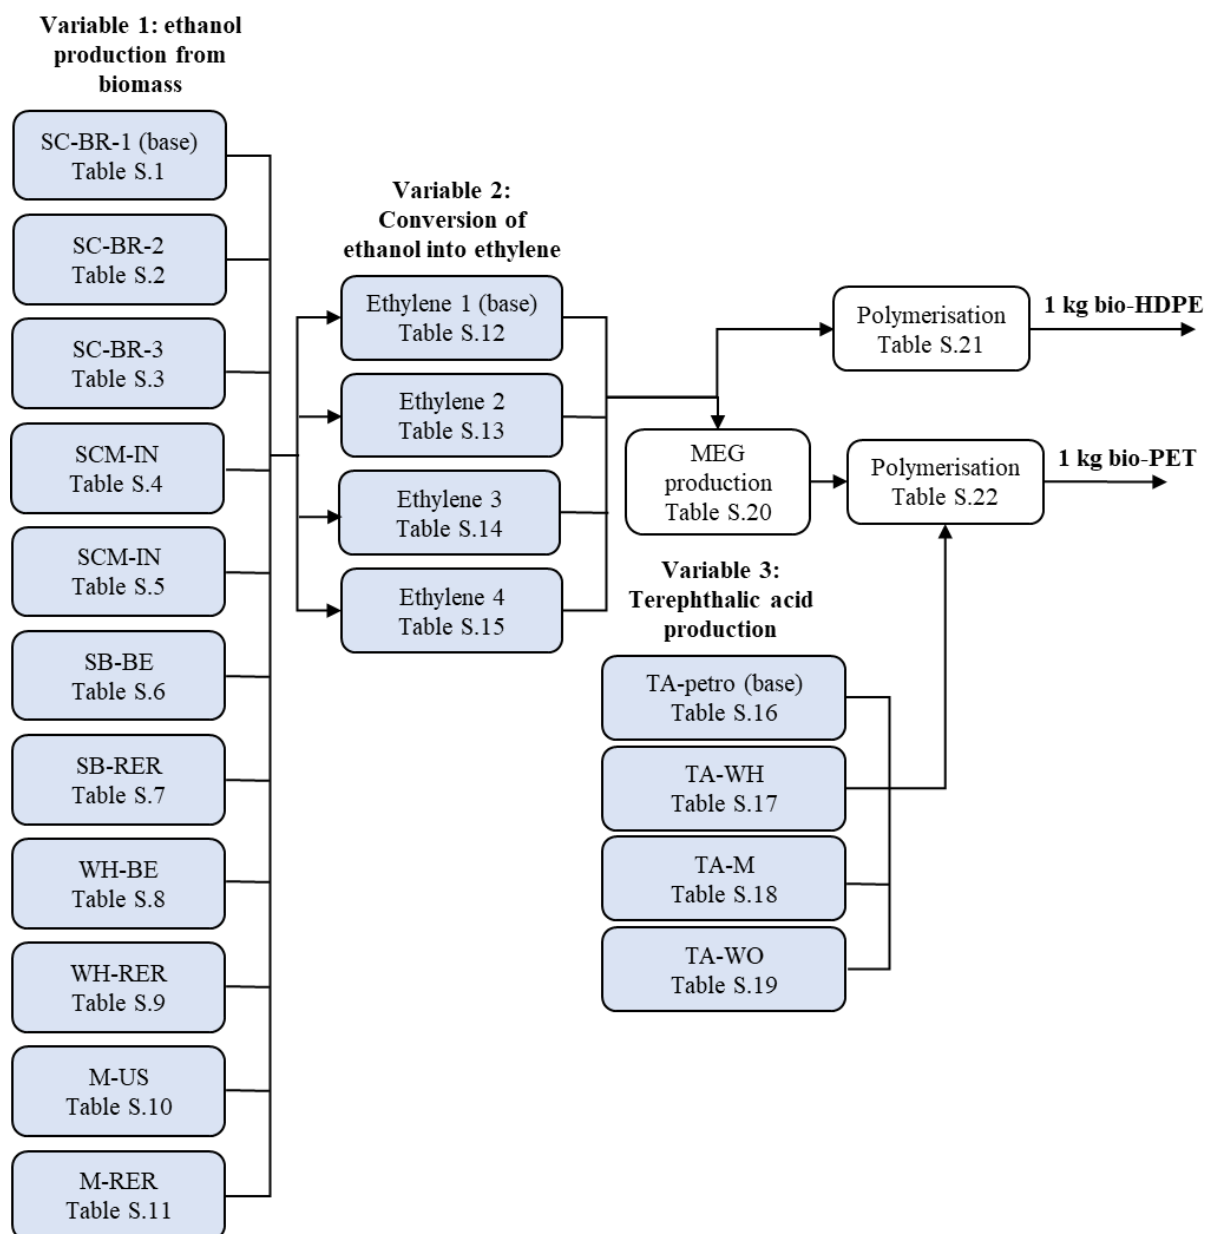 Variable 1: ethanol
production from
biomass
SC-BR-1 (base)
Table S.1
SC-BR-2
Table S.2
SC-BR-3
Table S.3
SCM-IN
Table S.4
SCM-IN
Table S.5
SB-BE
Table S.6
SB-RER
Table S.7
WH-BE
Table S.8
WH-RER
Table S.9
M-US
Table S.10
M-RER
Table S.11
Variable 2:
Conversion of
ethanol into ethylene
Ethylene 1 (base)
Table S.12
Ethylene 2
Table S.13
Ethylene 3
Table S.14
Ethylene 4
Table S.15
Polymerisation
Table S.21
1 kg bio-HDPE
MEG
production
Table S.20
Polymerisation
Table S.22
1 kg bio-PET
Variable 3:
Terephthalic acid
production
TA-petro (base)
Table S.16
TA-WH
Table S.17
TA-M
Table S.18
TA-WO
Table S.19